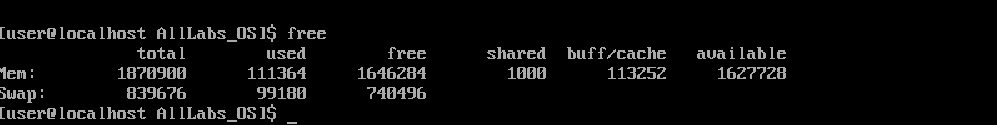 [user@localhost AllLabs_OS]$ free
total used free shared buff/cache available
Mem: 1870900 111364 1646284 1000 113252 1627728
Swap: 839676 99180 740496
[user@localhost AllLabs_OS]$ _